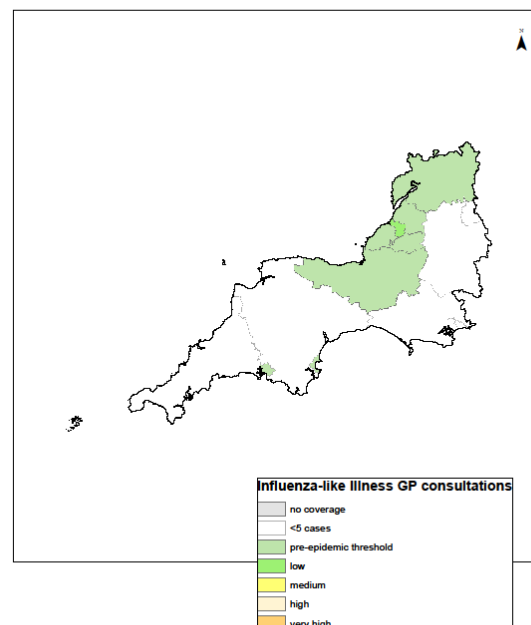 N
Influenza-like Illness GP consultations
no coverage
<5 cases
pre-epidemic threshold
low
medium
high
very high